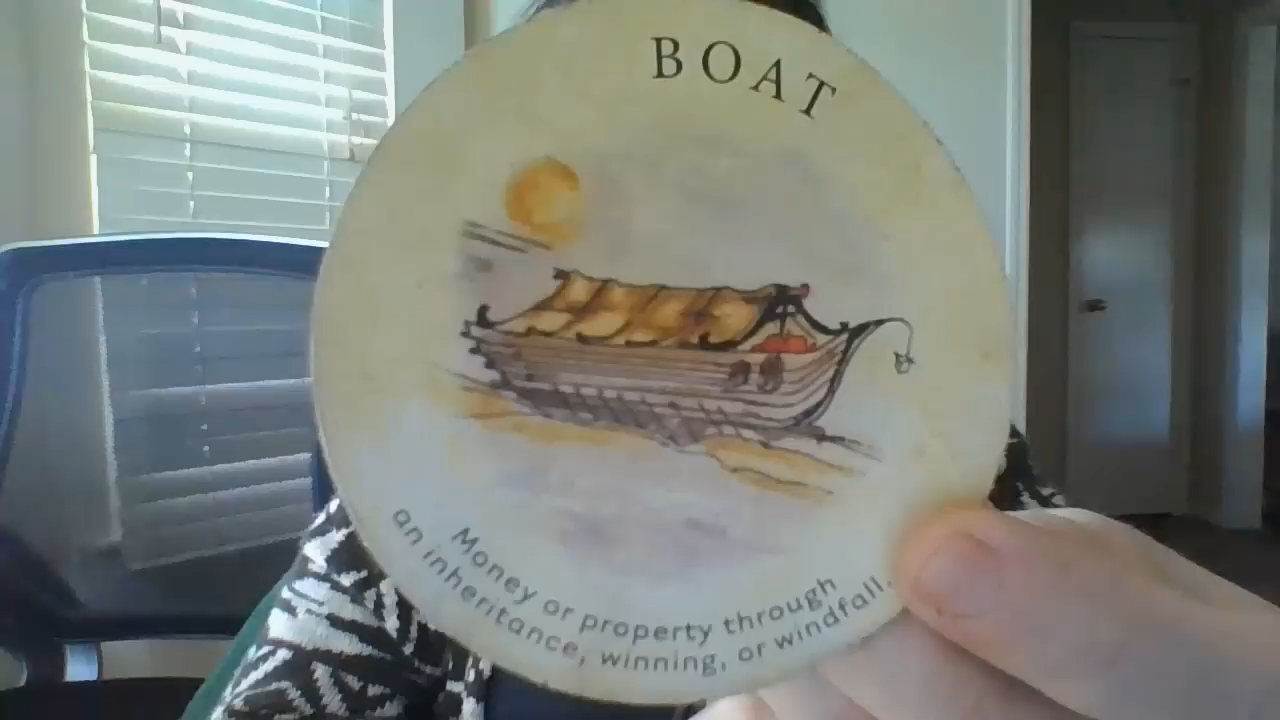 BOAT
Money or property through
an inheritance, winning, or windfall.